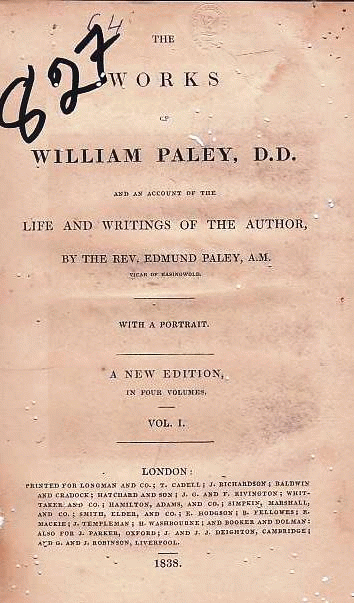 64
827
THE
WORKS
OF
WILLIAM PALEY, D.D.
AND AN ACCOUNT OF THE
LIFE AND WRITINGS OF THE AUTHOR,
BY THE REV. EDMUND PALEY, A.M.
VICAR OF EASINGWOLD.
WITH A PORTRAIT.
A NEW EDITION,
IN FOUR VOLUMES.
VOL. I.
LONDON:
PRINTED FOR LONGMAN AND CO.; T. CADELL; J. RICHARDSON; BALDWIN
AND CRADOCK; HATCHARD AND SON; J. G. AND F. RIVINGTON; WHIT-
TAKER AND CO.; HAMILTON, ADAMS, AND CO.; SIMPKIN, MARSHALL,
AND CO.; SMITH, ELDER, AND CO.; E. HODGSON; B. FELLOWES; R.
MACKIE; J. TEMPLEMAN; H. WASHBOURNE; AND BOOKER AND DOLMAN:
ALSO FOR J. PARKER, OXFORD; J. AND J. J. DEIGHTON, CAMBRIDGE;
AND G. AND J. ROBINSON, LIVERPOOL.
1838.